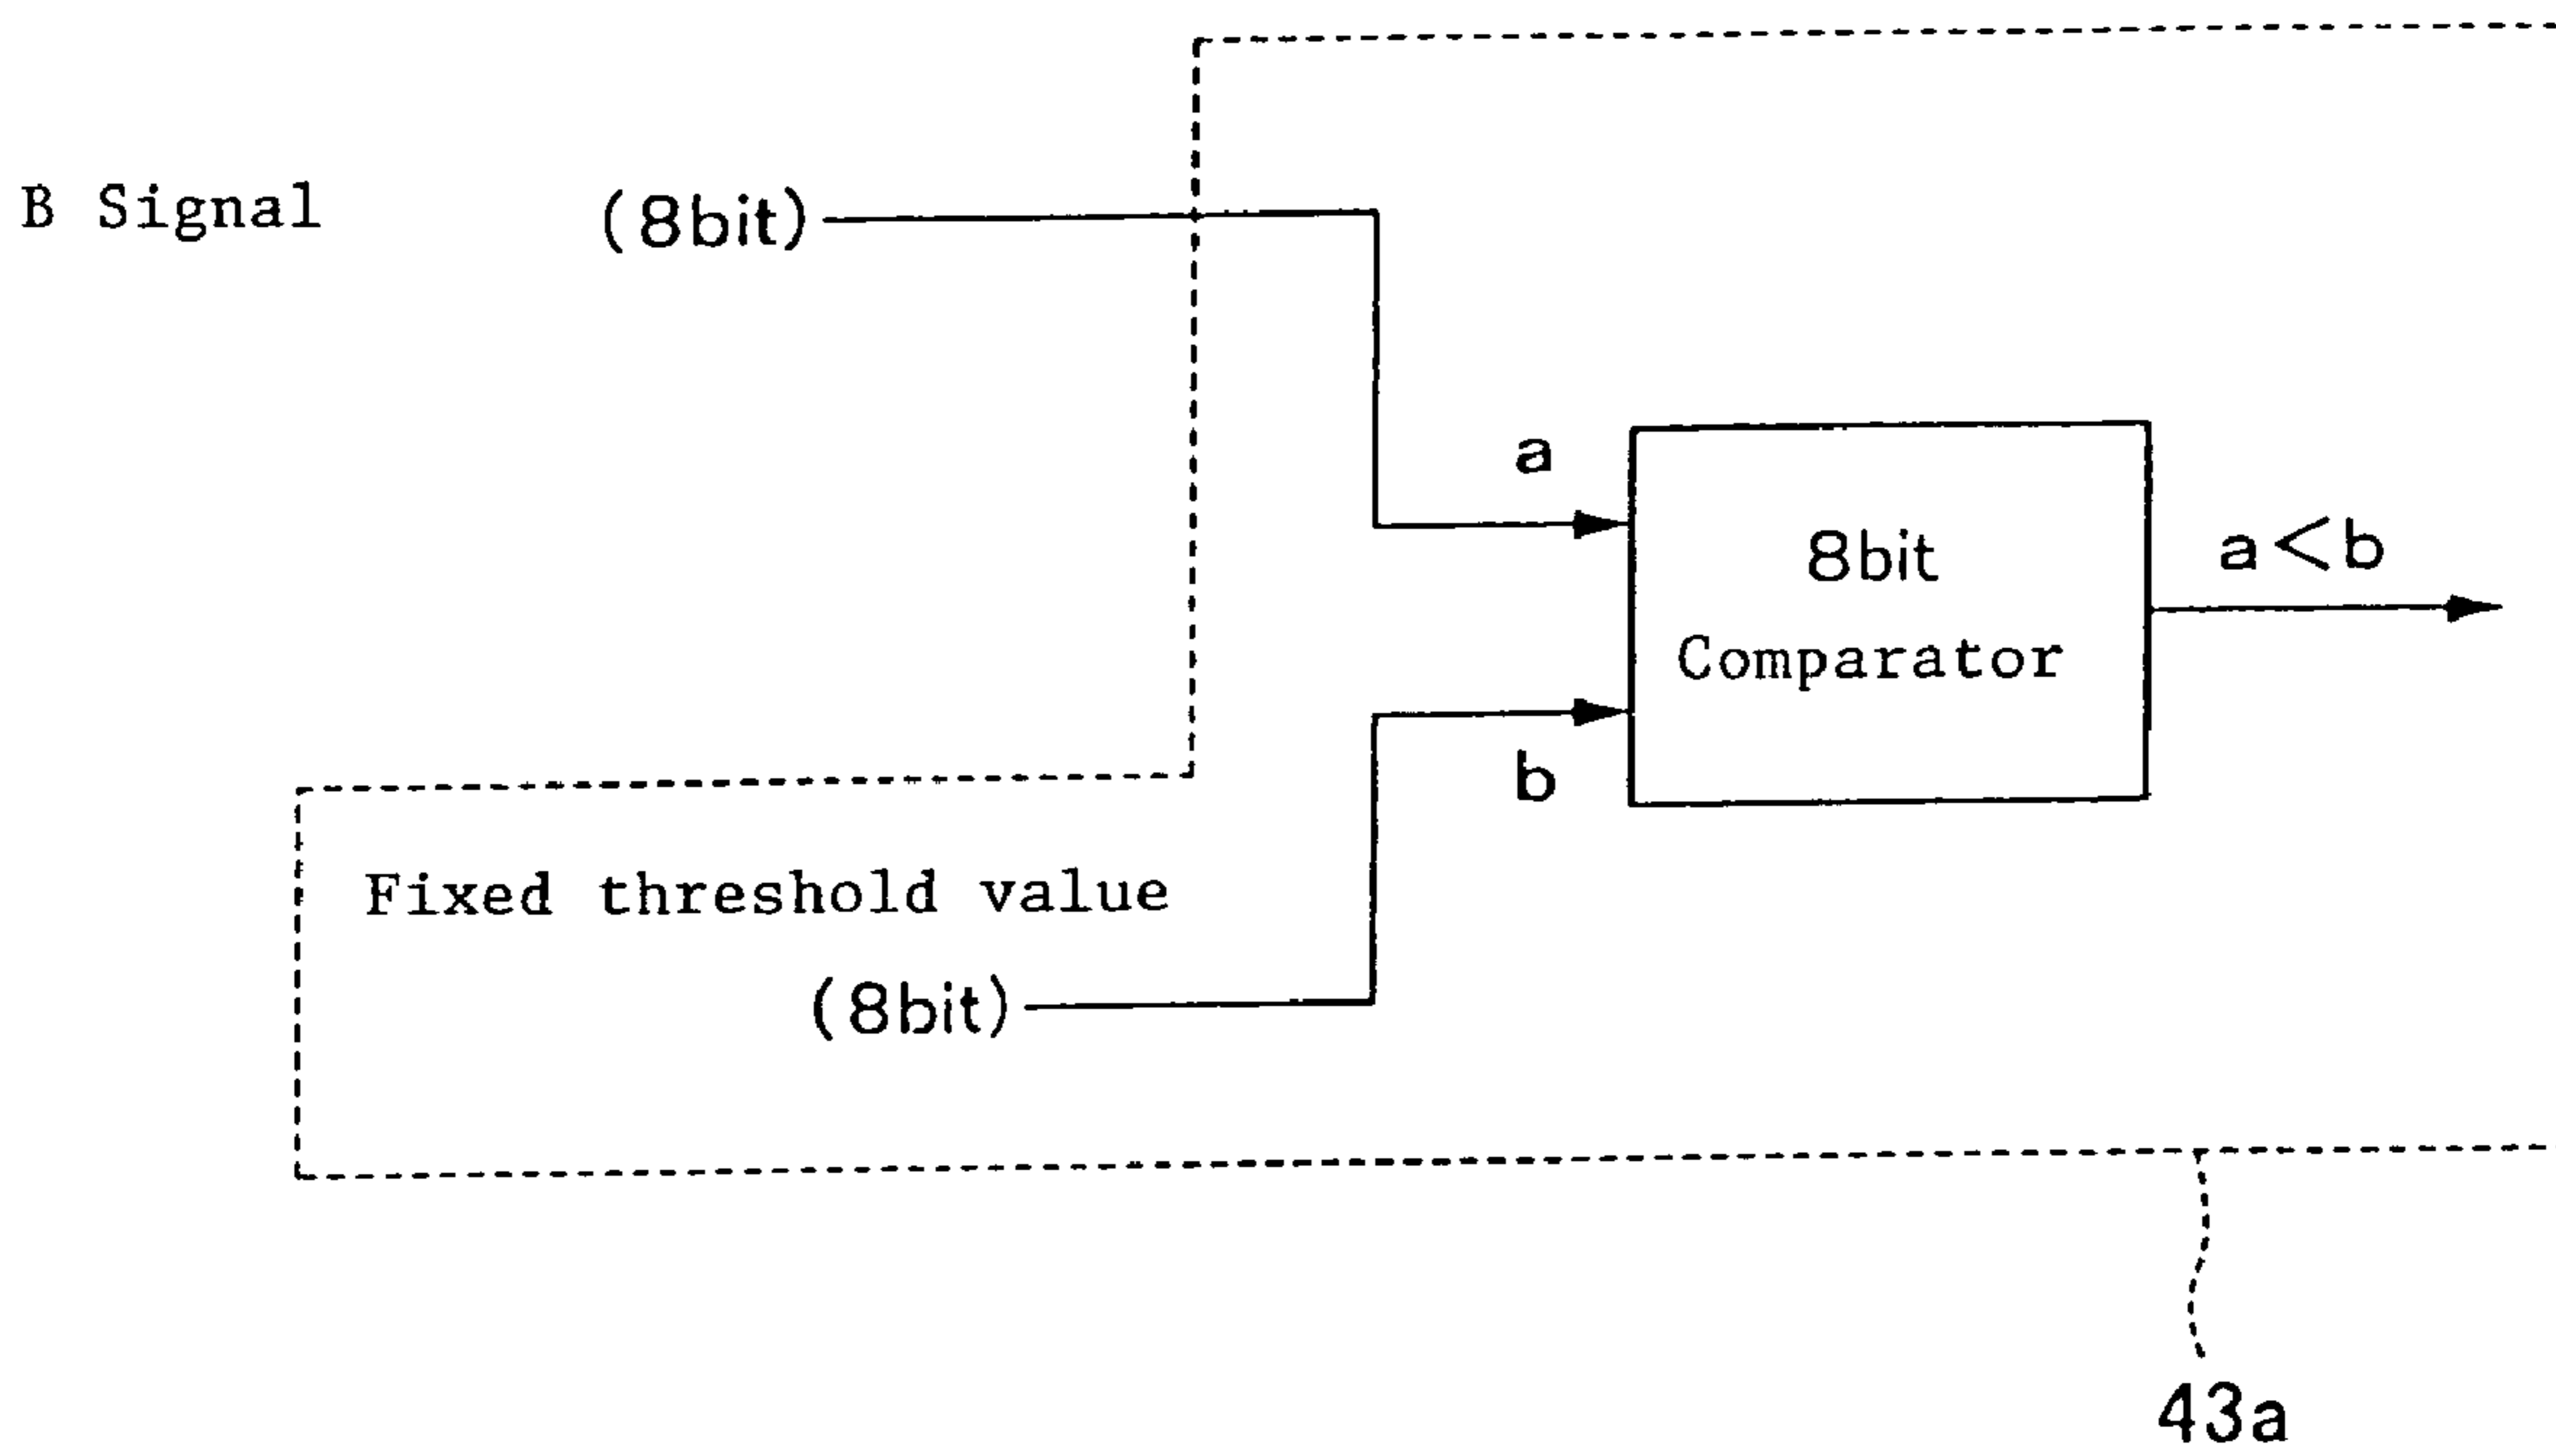 B Signal (8bit)
a
8bit
Comparator
a<b
b
Fixed threshold value
(8bit)
43a